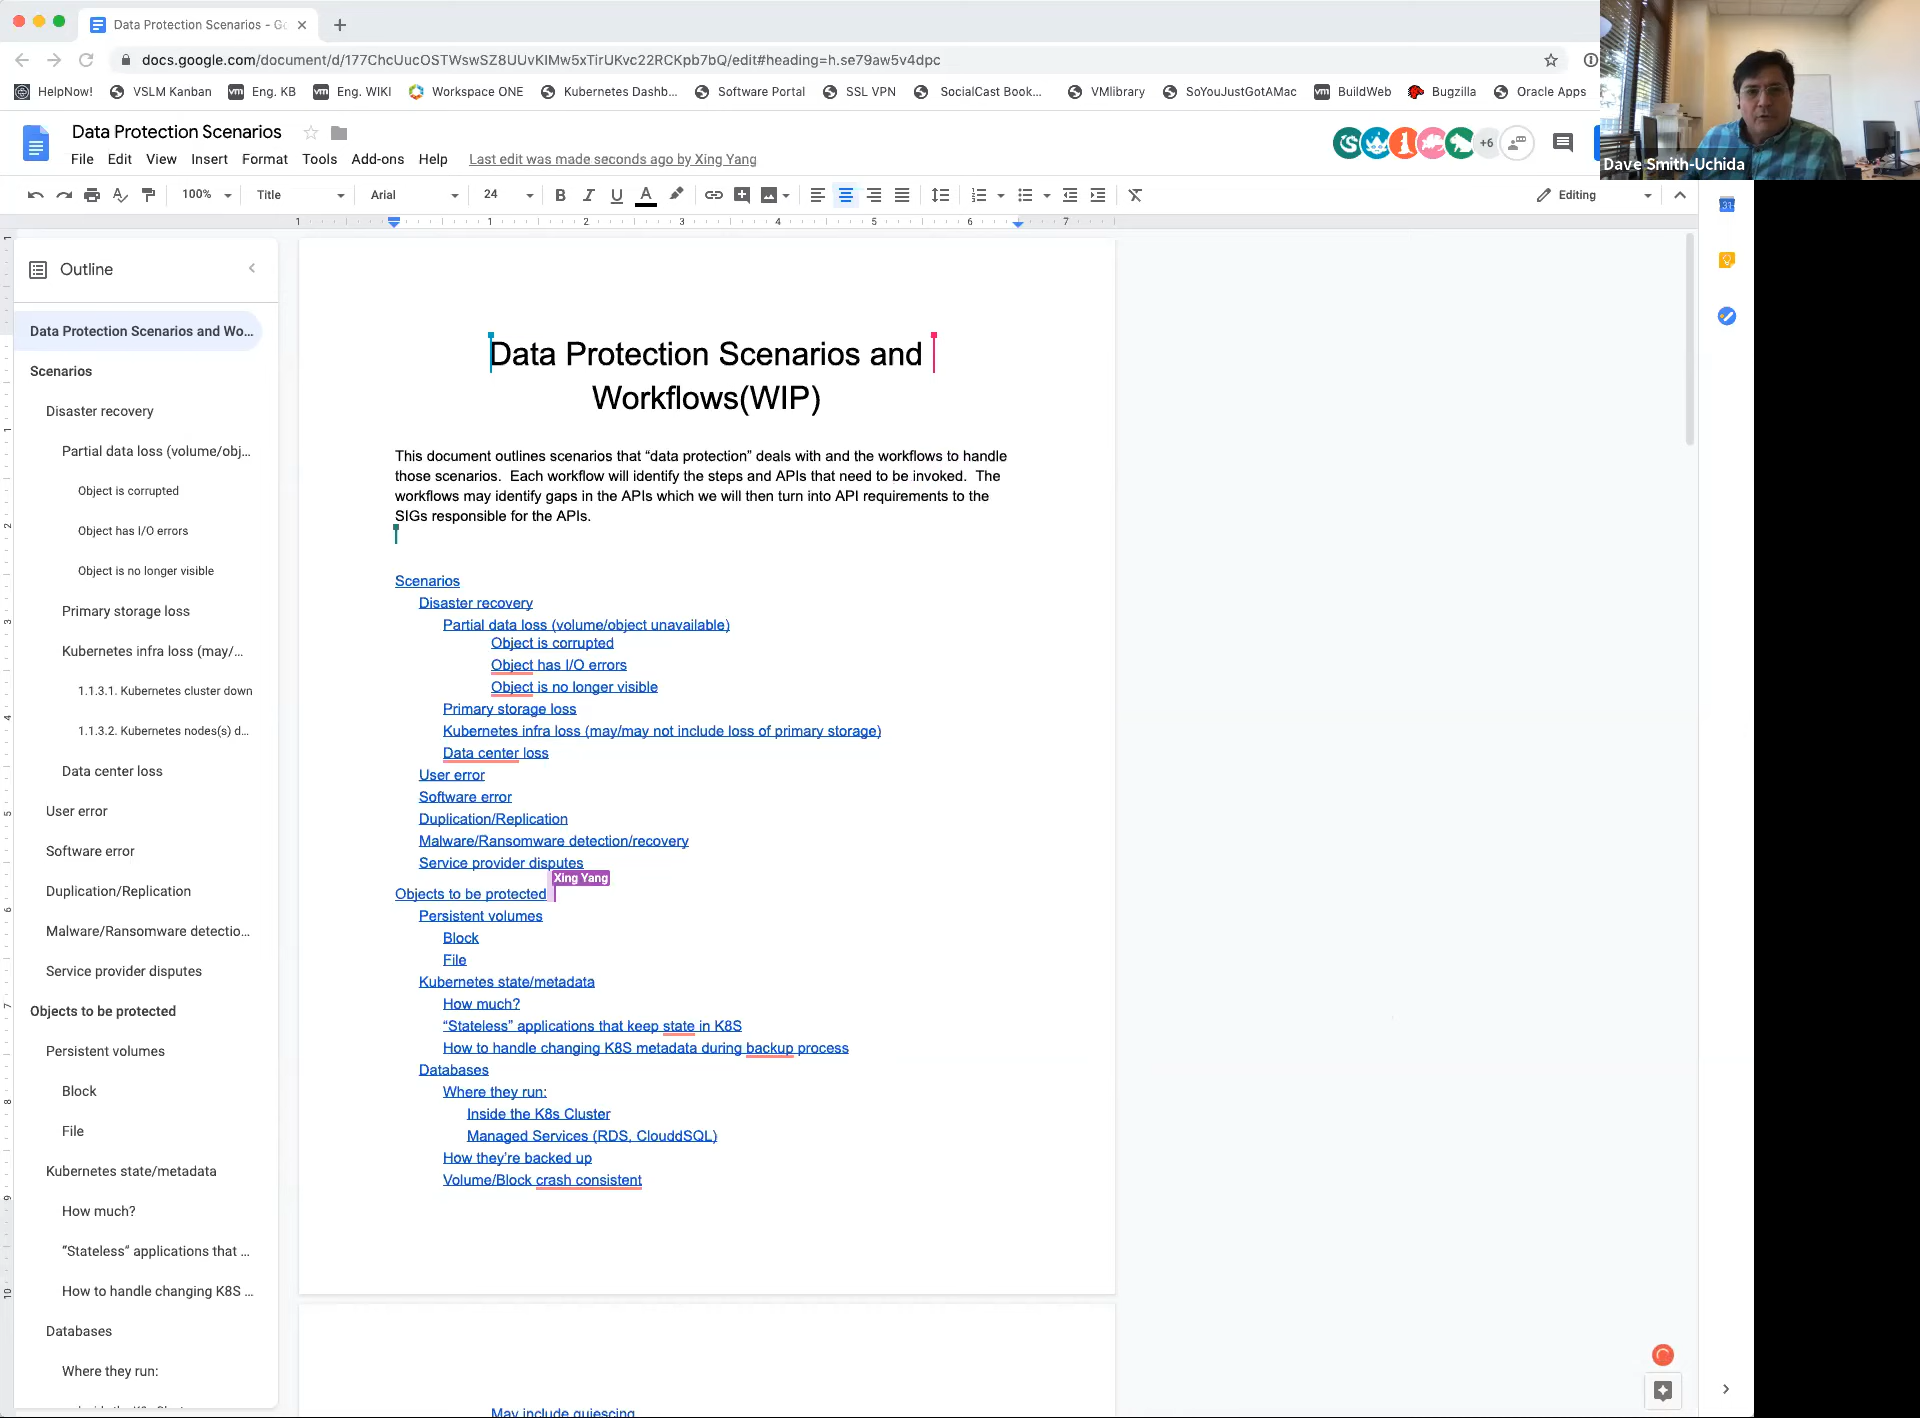 Data Protection Scenarios - Go
docs.google.com/document/d/177ChcUucOSTWswSZ8UUvKlMw5xTirUKvc22RCKpb7bQ/edit#heading=h.se79aw5v4dpc
HelpNow! VSLM Kanban Eng. KB Eng. WIKI Workspace ONE Kubernetes Dashb... Software Portal SSL VPN SocialCast Book... VMlibrary SoYouJustGotAMac BuildWeb Bugzilla Oracle Apps
Data Protection Scenarios
+6
File Edit View Insert Format Tools Add-ons Help Last edit was made seconds ago by Xing Yang
Dave Smith-Uchida
100% Title Arial 24 B I U A Editing
1 1 2 3 4 5 6 7
31
Outline
Data Protection Scenarios and Wo...
Scenarios
Disaster recovery
Partial data loss (volume/obj...
Object is corrupted
Object has I/O errors
Object is no longer visible
Primary storage loss
Kubernetes infra loss (may/...
1.1.3.1. Kubernetes cluster down
1.1.3.2. Kubernetes nodes(s) d...
Data center loss
User error
Software error
Duplication/Replication
Malware/Ransomware detectio...
Service provider disputes
Objects to be protected
Persistent volumes
Block
File
Kubernetes state/metadata
How much?
“Stateless” applications that ...
How to handle changing K8S ...
Databases
Where they run:
Data Protection Scenarios and
Workflows(WIP)
This document outlines scenarios that “data protection” deals with and the workflows to handle
those scenarios.  Each workflow will identify the steps and APIs that need to be invoked.  The
workflows may identify gaps in the APIs which we will then turn into API requirements to the
SIGs responsible for the APIs.
Scenarios
Disaster recovery
Partial data loss (volume/object unavailable)
Object is corrupted
Object has I/O errors
Object is no longer visible
Primary storage loss
Kubernetes infra loss (may/may not include loss of primary storage)
Data center loss
User error
Software error
Duplication/Replication
Malware/Ransomware detection/recovery
Service provider disputes
Xing Yang
Objects to be protected
Persistent volumes
Block
File
Kubernetes state/metadata
How much?
“Stateless” applications that keep state in K8S
How to handle changing K8S metadata during backup process
Databases
Where they run:
Inside the K8s Cluster
Managed Services (RDS, ClouddSQL)
How they’re backed up
Volume/Block crash consistent
May include quiescing